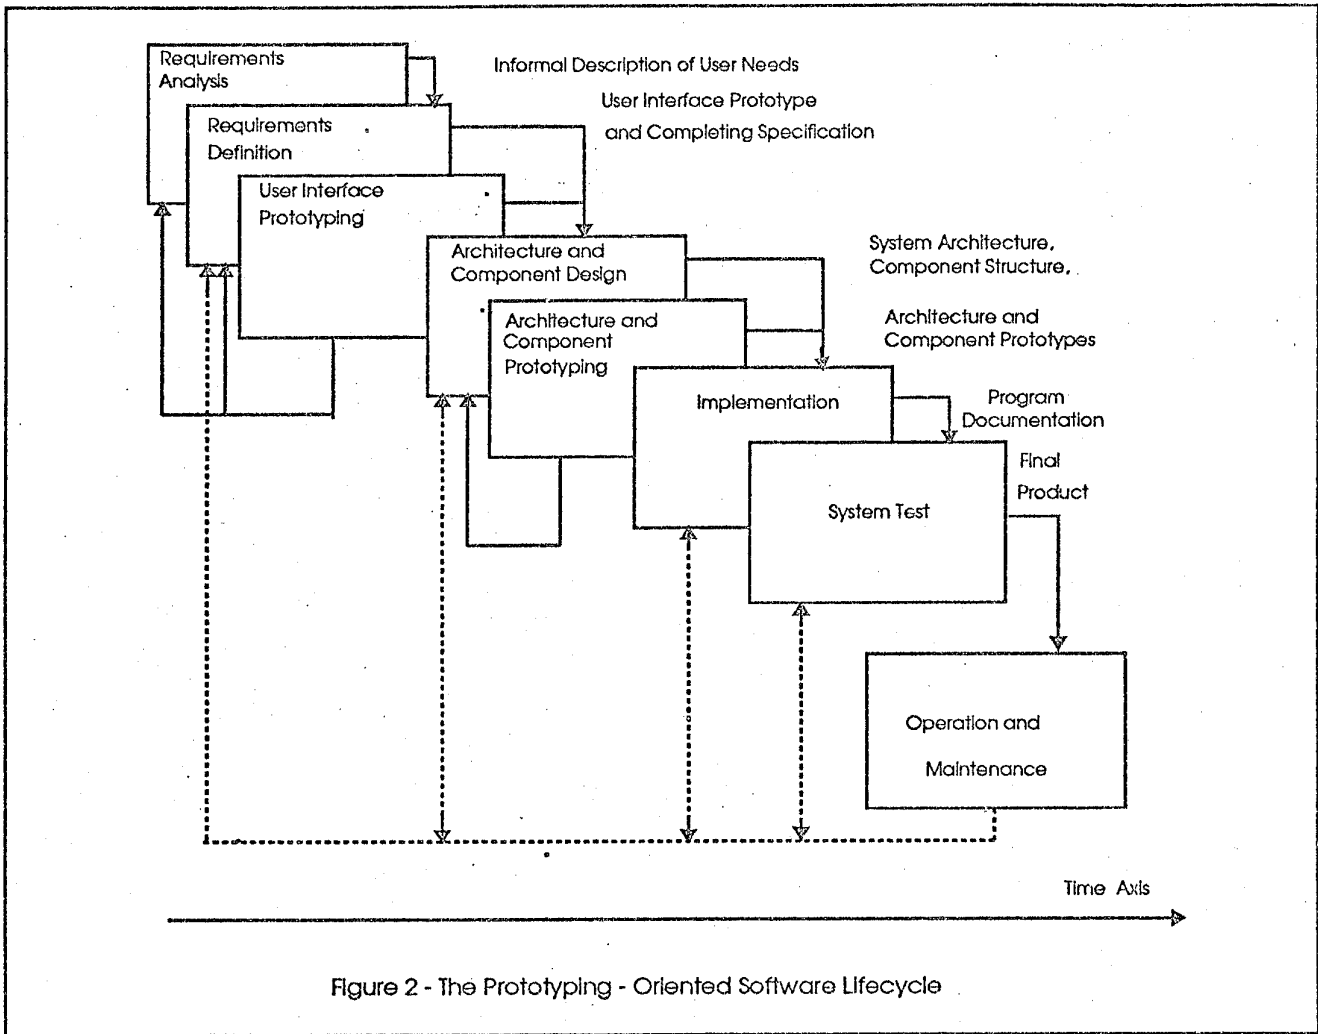 Requirements
Analysis
Informal Description of User Needs
User Interface Prototype
and Completing Specification
Requirements
Definition
User Interface
Prototyping
Architecture and
Component Design
System Architecture,
Component Structure,
Architecture and
Component
Prototyping
Architecture and
Component Prototypes
Implementation
Program
Documentation
Final
Product
System Test
Operation and
Maintenance
Time Axis
Figure 2 - The Prototyping - Oriented Software Lifecycle